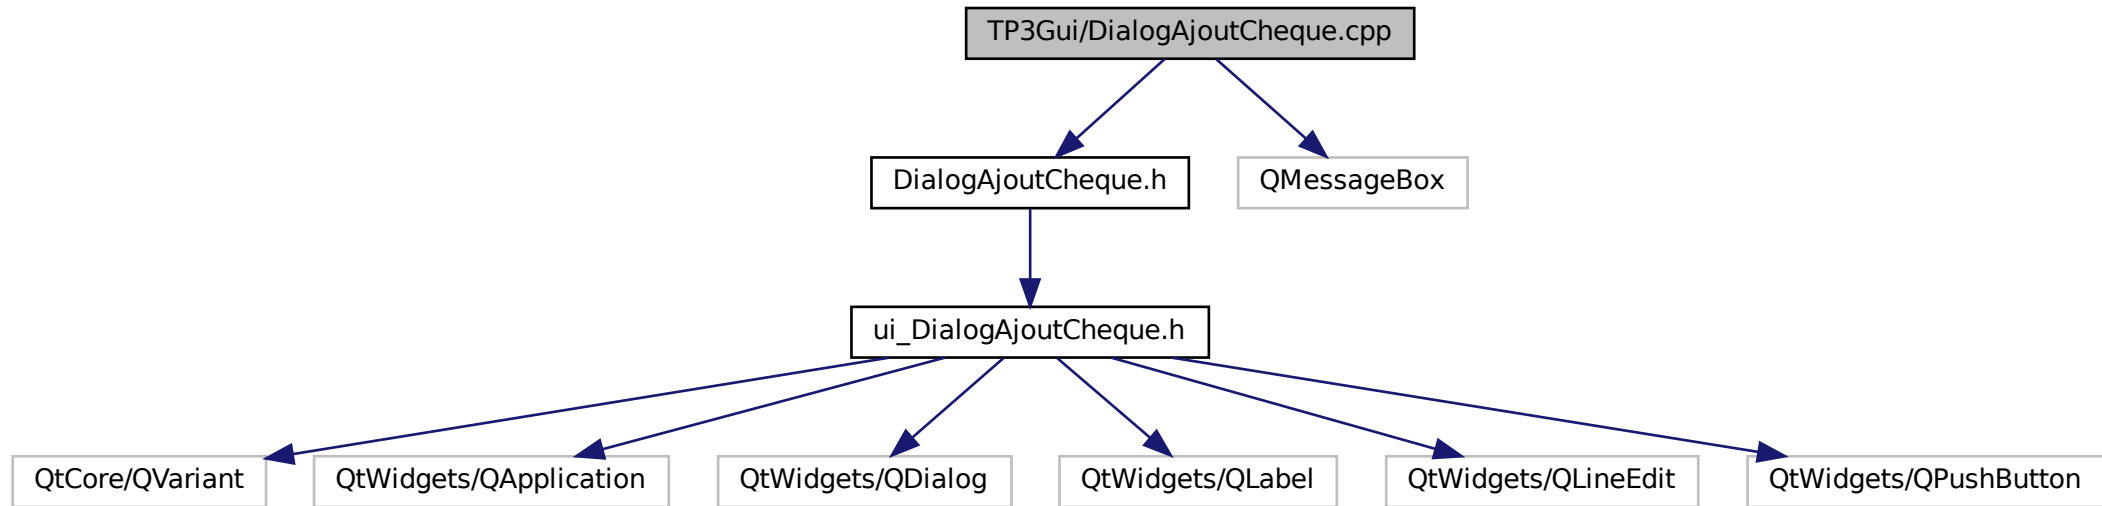 TP3Gui/DialogAjoutCheque.cpp
DialogAjoutCheque.h
QMessageBox
ui_DialogAjoutCheque.h
QtCore/QVariant
QtWidgets/QApplication
QtWidgets/QDialog
QtWidgets/QLabel
QtWidgets/QLineEdit
QtWidgets/QPushButton